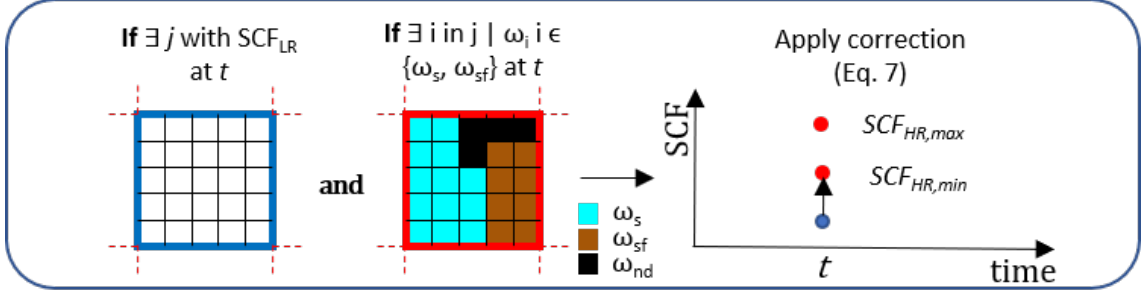 If ∃ j with SCF_LR
at t
and
If ∃ i in j | ω_i i ϵ
{ω_s, ω_sf} at t
ω_s
ω_sf
ω_nd
Apply correction
(Eq. 7)
SCF
SCF_HR,max
SCF_HR,min
t
time